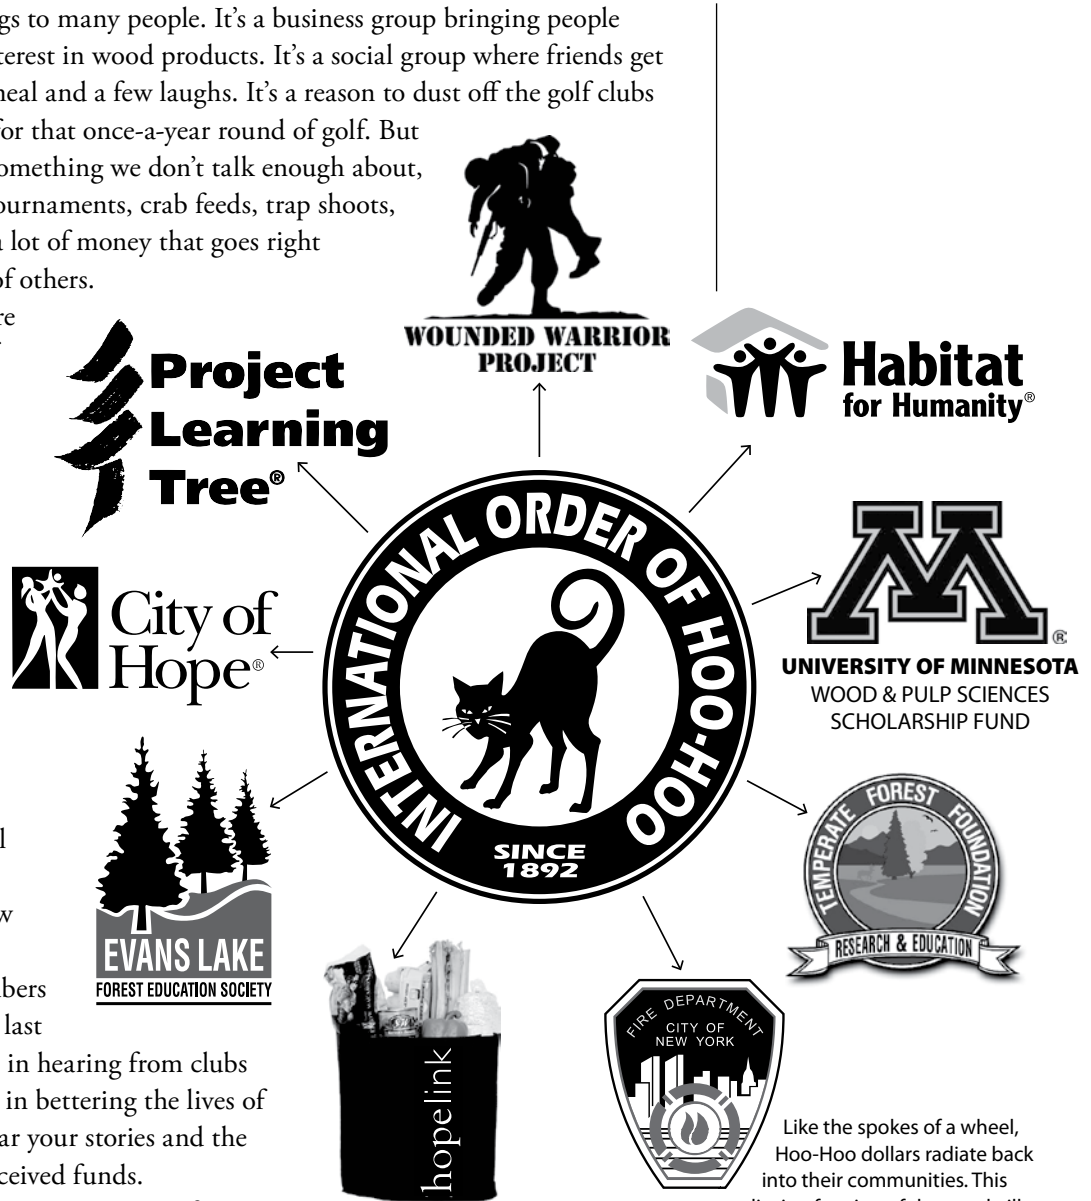 gs to many people. It’s a business group bringing people
terest in wood products. It’s a social group where friends get
neal and a few laughs. It’s a reason to dust off the golf clubs
for that once-a-year round of golf. But
omething we don’t talk enough about,
ournaments, crab feeds, trap shoots,
a lot of money that goes right
of others.
re
WOUNDED WARRIOR
PROJECT
Project
Learning
Tree®
Habitat
for Humanity®
INTERNATIONAL ORDER OF HOO-HOO
SINCE
1892
City of
Hope®
®
UNIVERSITY OF MINNESOTA
WOOD & PULP SCIENCES
SCHOLARSHIP FUND
TEMPERATE FOREST FOUNDATION
RESEARCH & EDUCATION
EVANS LAKE
FOREST EDUCATION SOCIETY
l
w
bers
last
in hearing from clubs
in bettering the lives of
ar your stories and the
ceived funds.
hopelink
FIRE DEPARTMENT
CITY OF
NEW YORK
Like the spokes of a wheel,
Hoo-Hoo dollars radiate back
into their communities. This